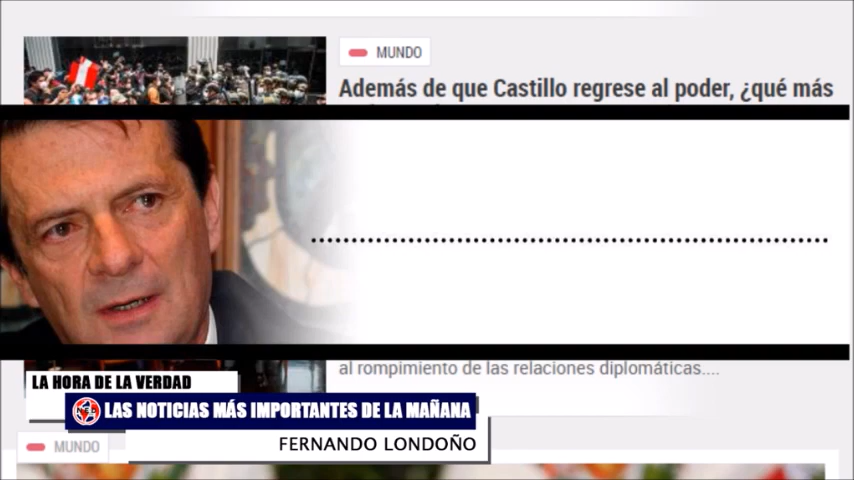 MUNDO
Además de que Castillo regrese al poder, ¿qué más
al rompimiento de las relaciones diplomáticas....
LA HORA DE LA VERDAD
LAS NOTICIAS MÁS IMPORTANTES DE LA MAÑANA
FERNANDO LONDOÑO
MUNDO